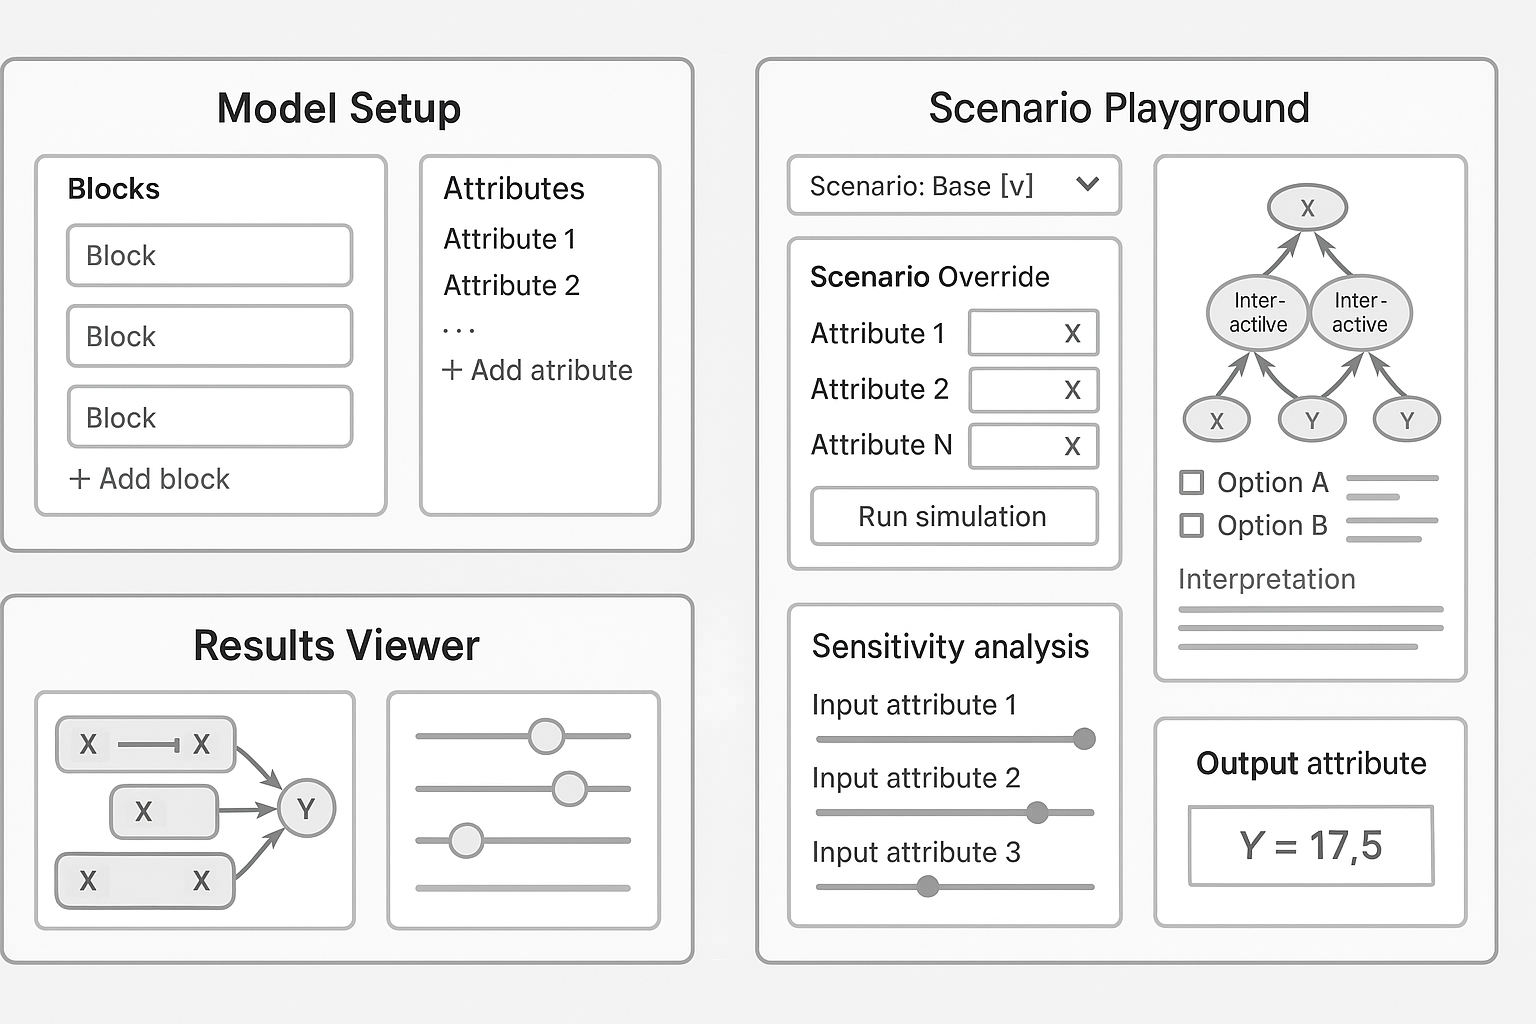 Model Setup
Blocks
Block
Block
Block
+ Add block
Attributes
Attribute 1
Attribute 2
...
+ Add atribute
Results Viewer
X X
X
X X
Y
Scenario Playground
Scenario: Base [v]
Scenario Override
Attribute 1 X
Attribute 2 X
Attribute N X
Run simulation
Sensitivity analysis
Input attribute 1
Input attribute 2
Input attribute 3
X
Inter-
actilve
Inter-
active
X Y Y
Option A
Option B
Interpretation
Output attribute
Y = 17,5